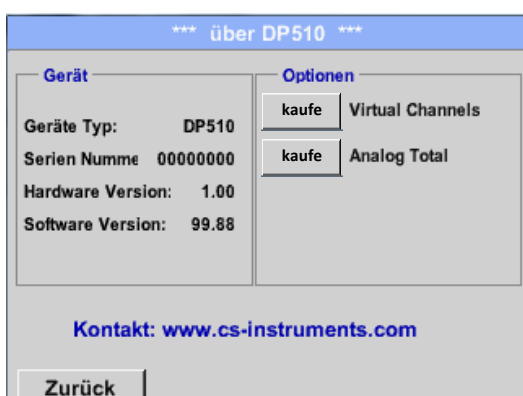 *** über DP510 ***
Gerät
Geräte Typ: DP510
Serien Numme 00000000
Hardware Version: 1.00
Software Version: 99.88
Optionen
kaufe Virtual Channels
kaufe Analog Total
Kontakt: www.cs-instruments.com
Zurück